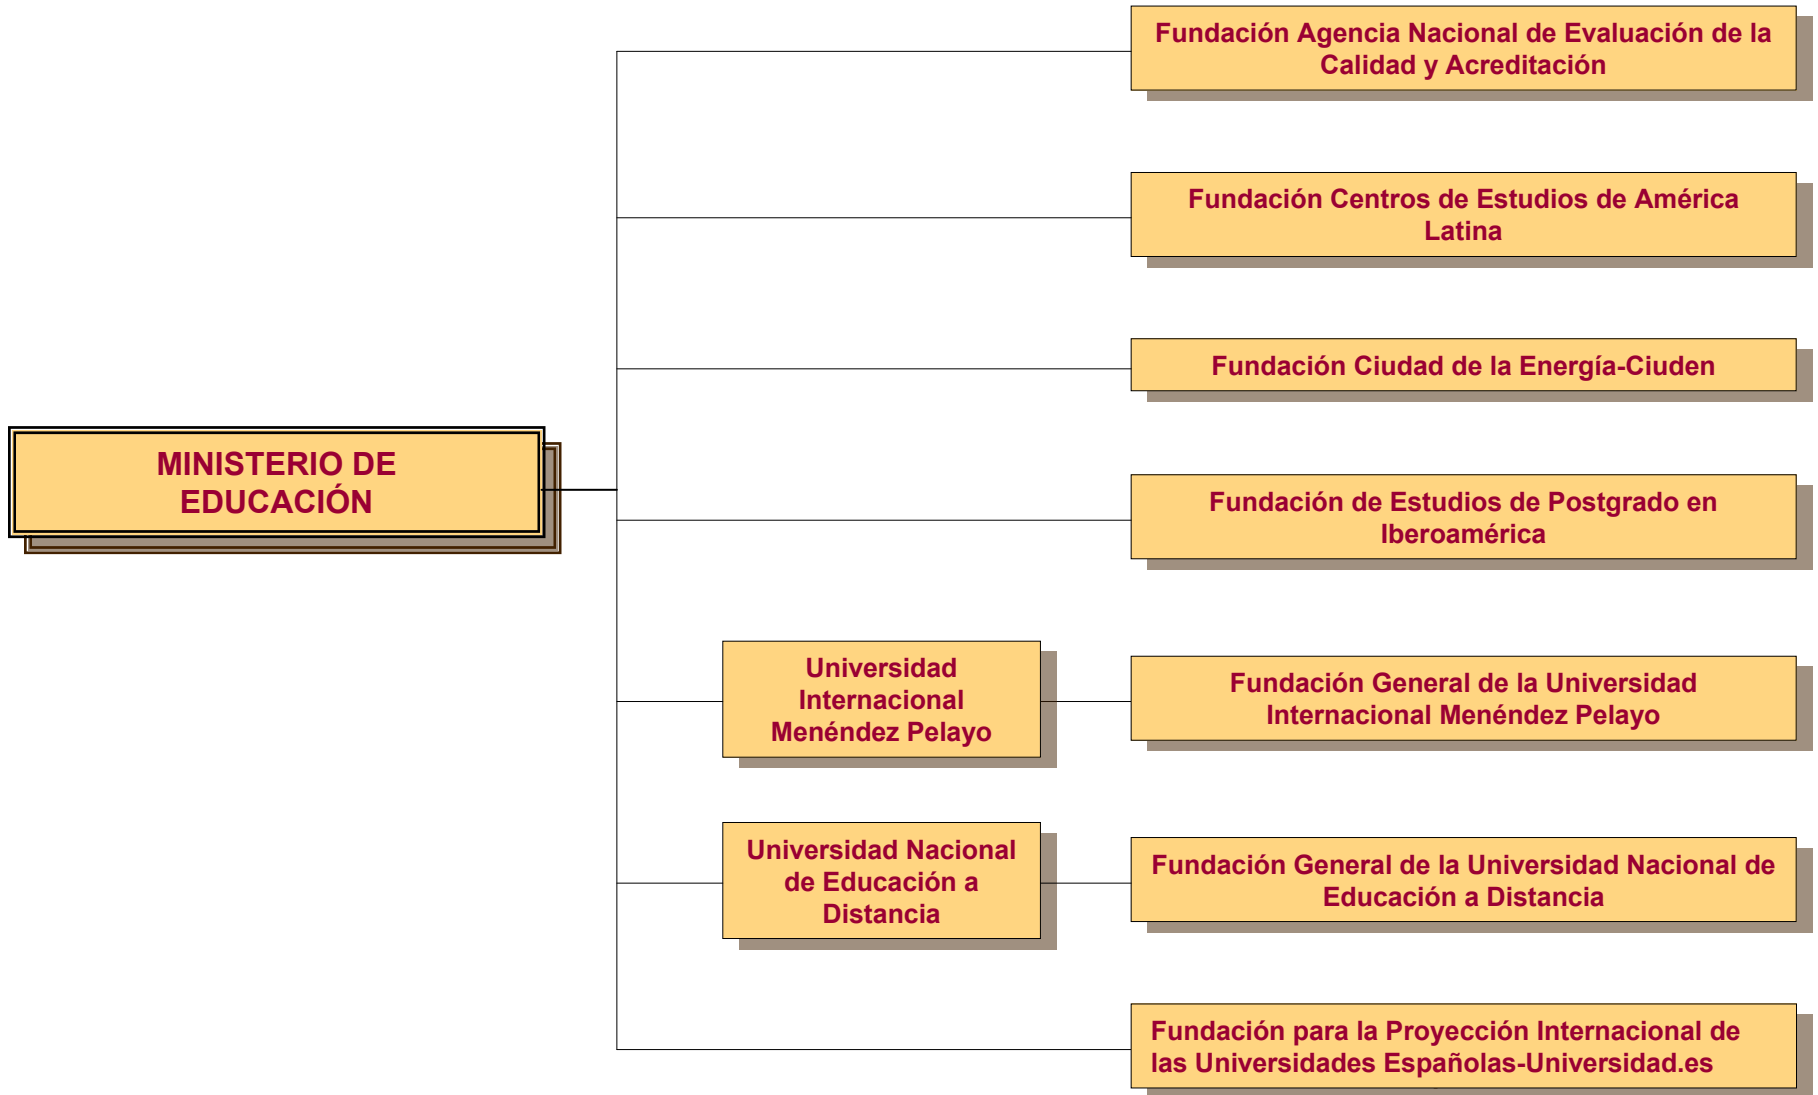 Fundación Agencia Nacional de Evaluación de la
Calidad y Acreditación
Fundación Centros de Estudios de América
Latina
Fundación Ciudad de la Energía-Ciuden
MINISTERIO DE
EDUCACIÓN
Fundación de Estudios de Postgrado en
Iberoamérica
Universidad
Internacional
Menéndez Pelayo
Fundación General de la Universidad
Internacional Menéndez Pelayo
Universidad Nacional
de Educación a
Distancia
Fundación General de la Universidad Nacional de
Educación a Distancia
Fundación para la Proyección Internacional de
las Universidades Españolas-Universidad.es